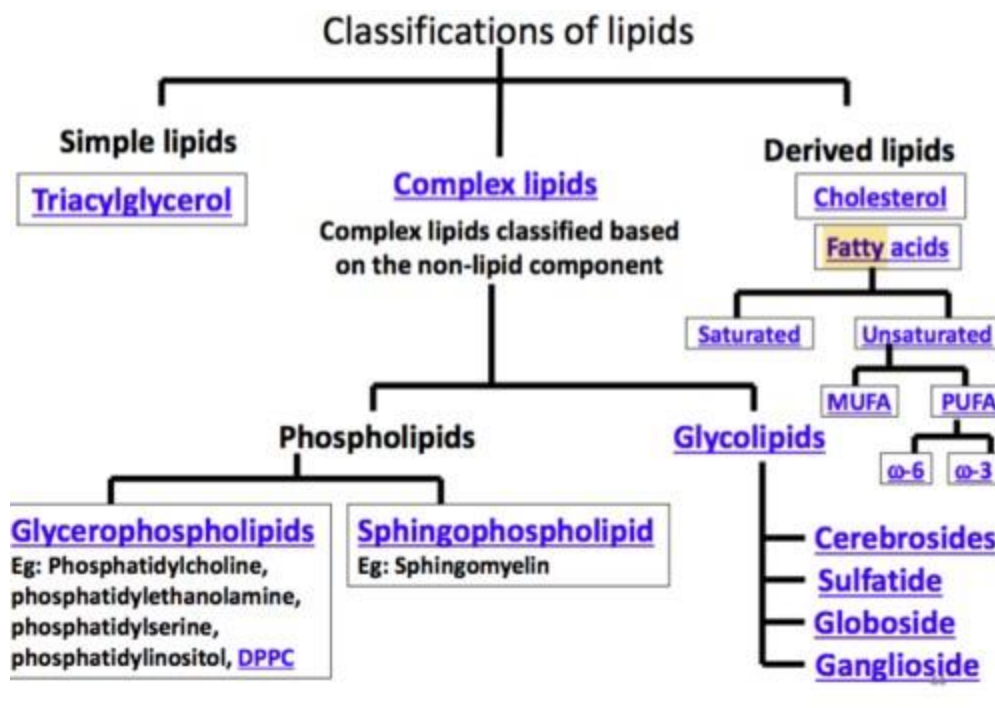 Classifications of lipids
Simple lipids
Triacylglycerol
Complex lipids
Complex lipids classified based
on the non-lipid component
Derived lipids
Cholesterol
Fatty acids
Saturated
Unsaturated
MUFA
PUFA
ω-6
ω-3
Phospholipids
Glycolipids
Glycerophospholipids
Eg: Phosphatidylcholine,
phosphatidylethanolamine,
phosphatidylserine,
phosphatidylinositol, DPPC
Sphingophospholipid
Eg: Sphingomyelin
Cerebrosides
Sulfatide
Globoside
Ganglioside